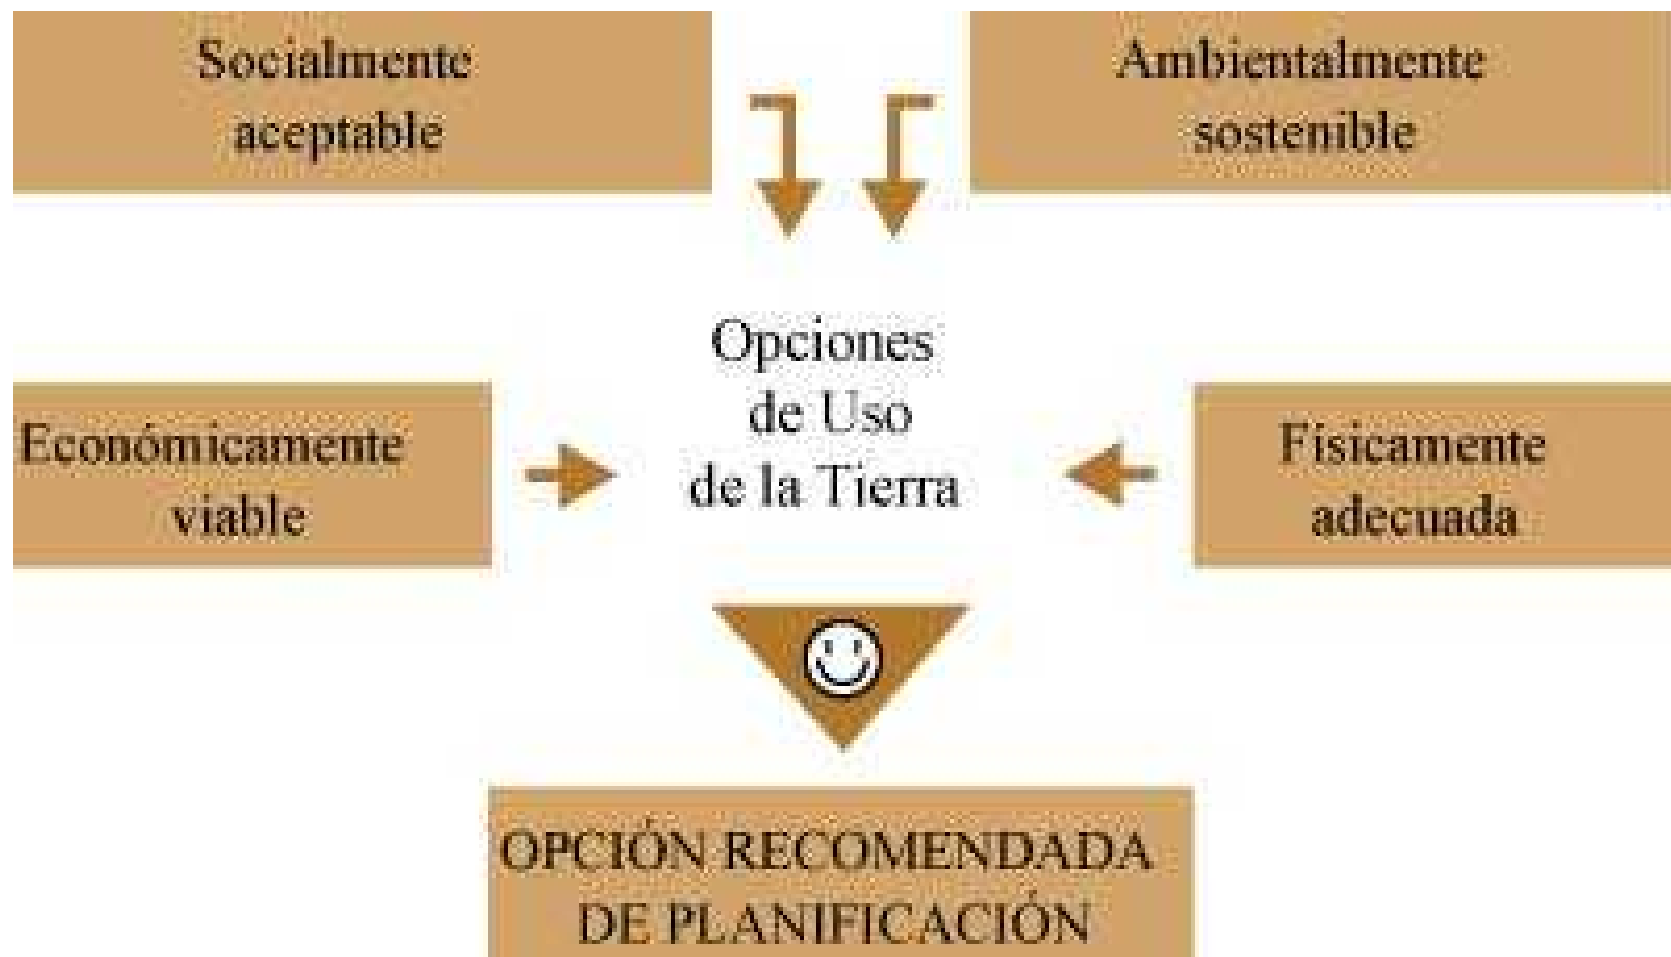 Socialmente
aceptable
Ambientalmente
sostenible
Opciones
de Uso
de la Tierra
Económicamente
viable
Físicamente
adecuada
OPCIÓN RECOMENDADA
DE PLANIFICACIÓN